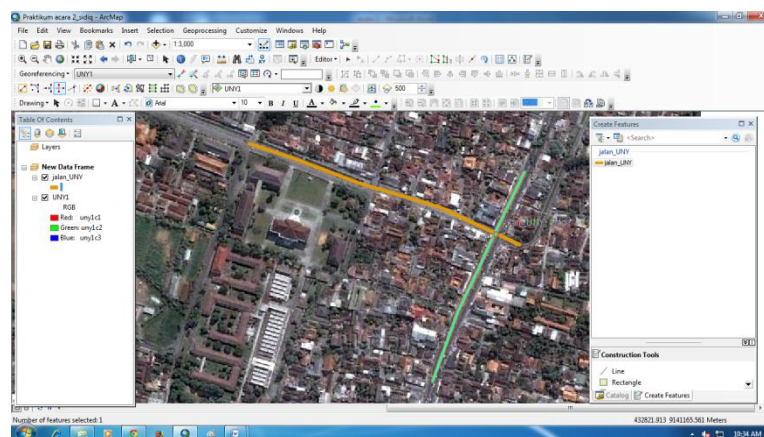 Praktikum acara 2_sidiq - ArcMap
File Edit View Bookmarks Insert Selection Geoprocessing Customize Windows Help
1:3,000
Editor
Georeferencing UNY1
UNY1 500
Drawing A Arial 10 B I U A
Table Of Contents
Layers
New Data Frame
jalan_UNY
UNY1
RGB
Red: uny1c1
Green: uny1c2
Blue: uny1c3
Create Features
<Search>
jalan_UNY
jalan_UNY
Construction Tools
Line
Rectangle
Catalog Create Features
Number of features selected: 1
432821.913 9141165.561 Meters
10:34 AM